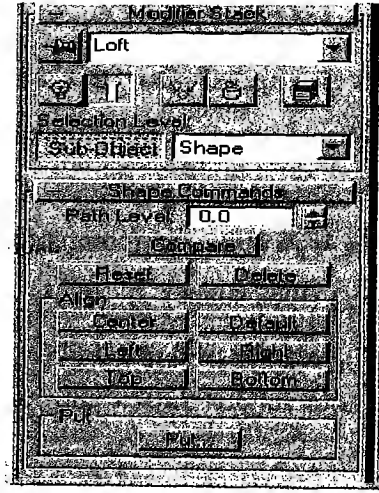 Modifier Stack
Loft
Selection Level
Sub-Object Shape
Shape Commands
Path Level: 0.0
Compare
Reset Delete
Align
Center Default
Left Right
Top Bottom
Put
Put...